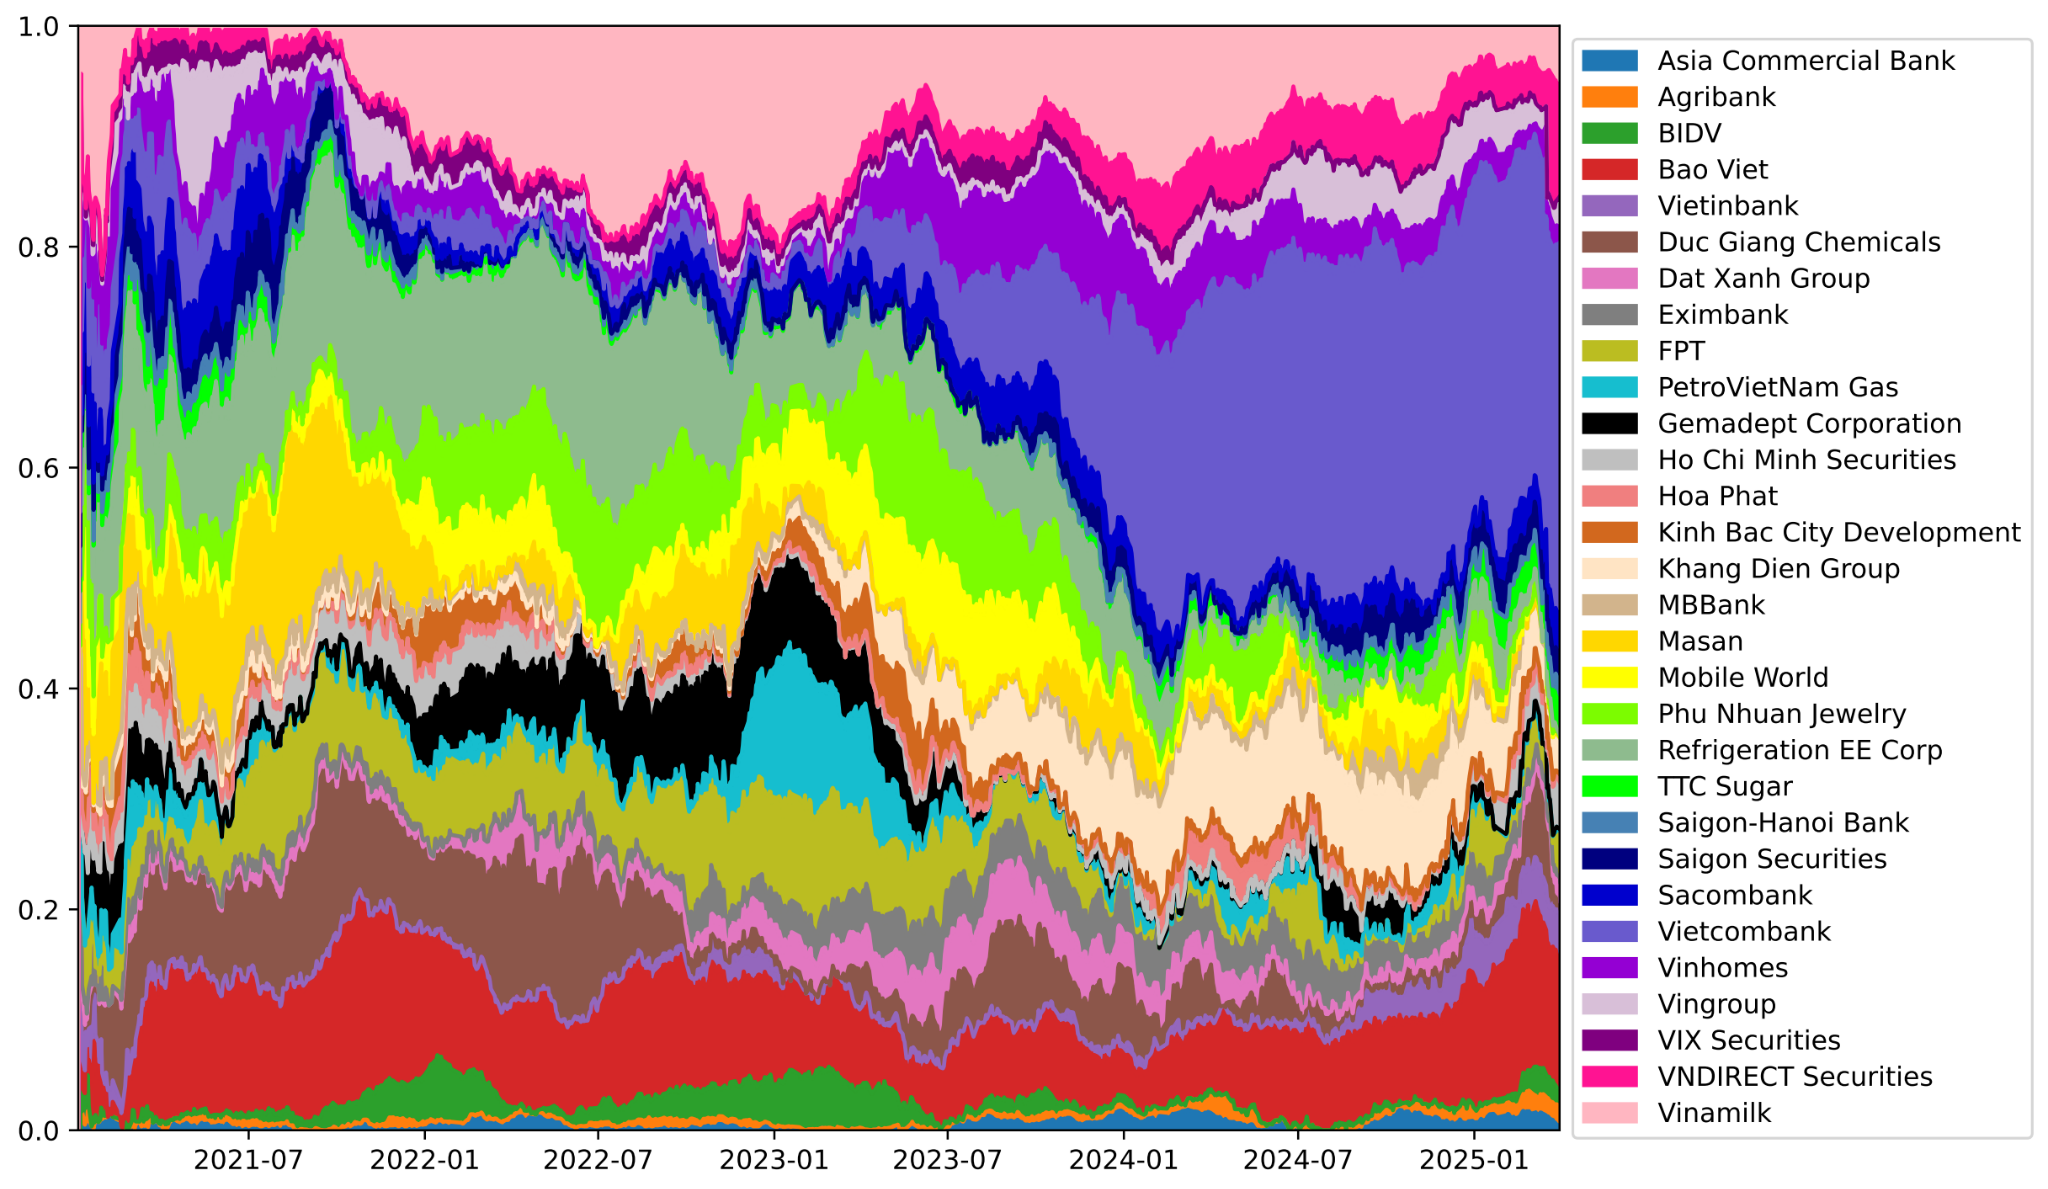 1.0
0.8
0.6
0.4
0.2
0.0
2021-07
2022-01
2022-07
2023-01
2023-07
2024-01
2024-07
2025-01
Asia Commercial Bank
Agribank
BIDV
Bao Viet
Vietinbank
Duc Giang Chemicals
Dat Xanh Group
Eximbank
FPT
PetroVietNam Gas
Gemadept Corporation
Ho Chi Minh Securities
Hoa Phat
Kinh Bac City Development
Khang Dien Group
MBBank
Masan
Mobile World
Phu Nhuan Jewelry
Refrigeration EE Corp
TTC Sugar
Saigon-Hanoi Bank
Saigon Securities
Sacombank
Vietcombank
Vinhomes
Vingroup
VIX Securities
VNDIRECT Securities
Vinamilk